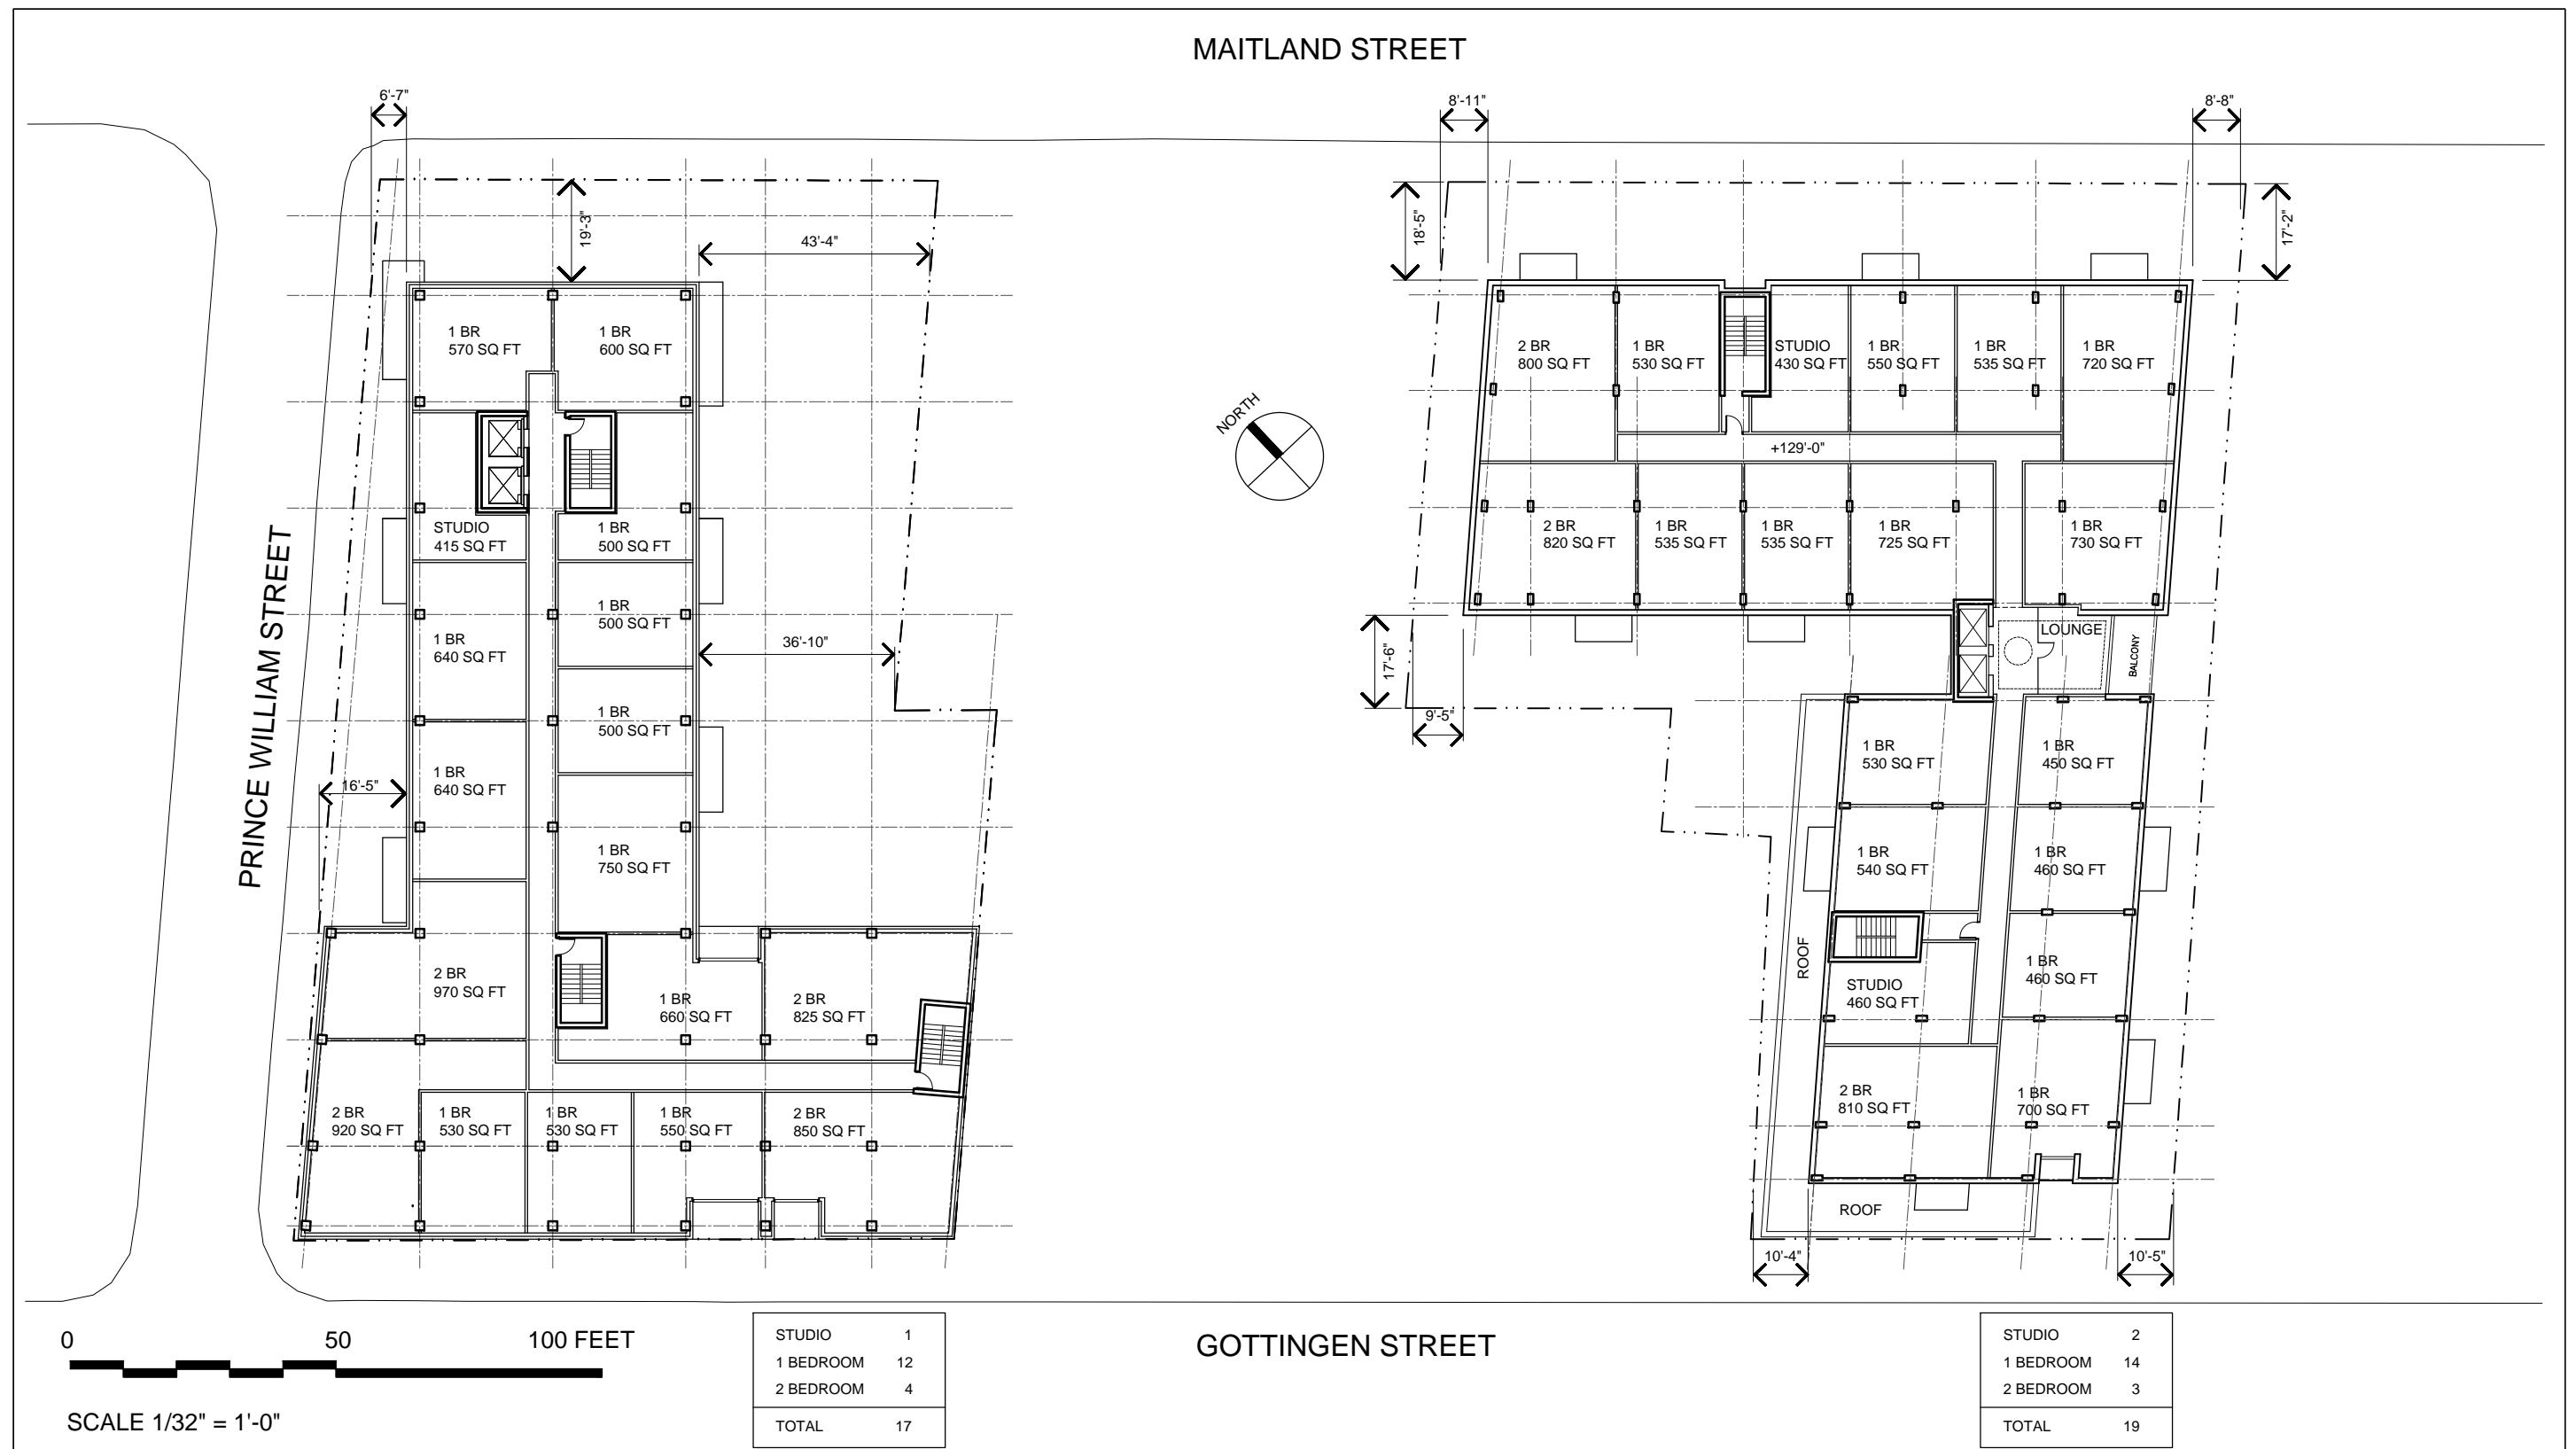 MAITLAND STREET
6'-7"
8'-11"
8'-8"
19'-3"
43'-4"
18'-5"
17'-2"
1 BR
570 SQ FT
1 BR
600 SQ FT
2 BR
800 SQ FT
1 BR
530 SQ FT
STUDIO
430 SQ FT
1 BR
550 SQ FT
1 BR
535 SQ FT
1 BR
720 SQ FT
NORTH
+129'-0"
STUDIO
415 SQ FT
1 BR
500 SQ FT
2 BR
820 SQ FT
1 BR
535 SQ FT
1 BR
535 SQ FT
1 BR
725 SQ FT
1 BR
730 SQ FT
PRINCE WILLIAM STREET
1 BR
640 SQ FT
1 BR
500 SQ FT
36'-10"
17'-6"
LOUNGE
BALCONY
9'-5"
1 BR
640 SQ FT
1 BR
500 SQ FT
16'-5"
1 BR
530 SQ FT
1 BR
450 SQ FT
1 BR
750 SQ FT
1 BR
540 SQ FT
1 BR
460 SQ FT
2 BR
970 SQ FT
1 BR
660 SQ FT
2 BR
825 SQ FT
ROOF
STUDIO
460 SQ FT
1 BR
460 SQ FT
2 BR
920 SQ FT
1 BR
530 SQ FT
1 BR
530 SQ FT
1 BR
550 SQ FT
2 BR
850 SQ FT
2 BR
810 SQ FT
1 BR
700 SQ FT
ROOF
10'-4"
10'-5"
0 50 100 FEET
SCALE 1/32" = 1'-0"
STUDIO 1
1 BEDROOM 12
2 BEDROOM 4
TOTAL 17
GOTTINGEN STREET
STUDIO 2
1 BEDROOM 14
2 BEDROOM 3
TOTAL 19